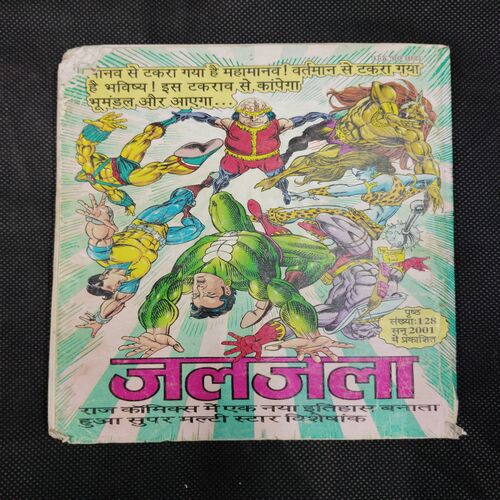 मानव से टकरा गया है महामानव! वर्तमान से टकरा गया
है भविष्य! इस टकराव से कांपेगा
भूमंडल,और आएगा...
पृष्ठ
संख्या:128
सन् 2001
में प्रकाशित
जलजला
राज कॉमिक्स में एक नया इतिहास बनाता
हुआ सुपर मल्टी स्टार विशेषांक